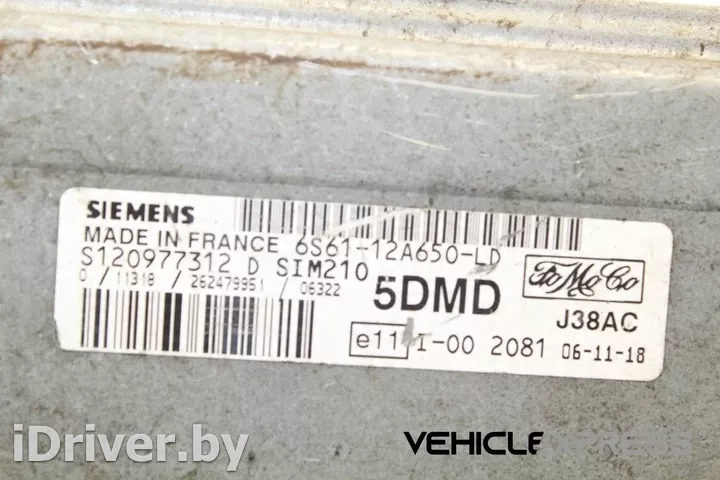 SIEMENS
MADE IN FRANCE 6S61-12A650-LD
S120977312 D SIM210
0 / 11318 / 262479951 / 06322
5DMD
FoMoCo
J38AC
e11 I-00 2081 06-11-18
iDriver.by
VEHICLEXPRESS